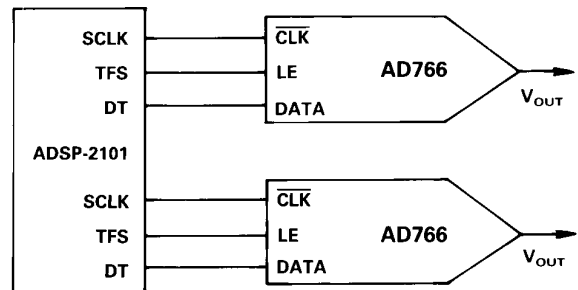 SCLK
TFS
DT
CLK
LE
DATA
AD766
VOUT
ADSP-2101
SCLK
TFS
DT
CLK
LE
DATA
AD766
VOUT